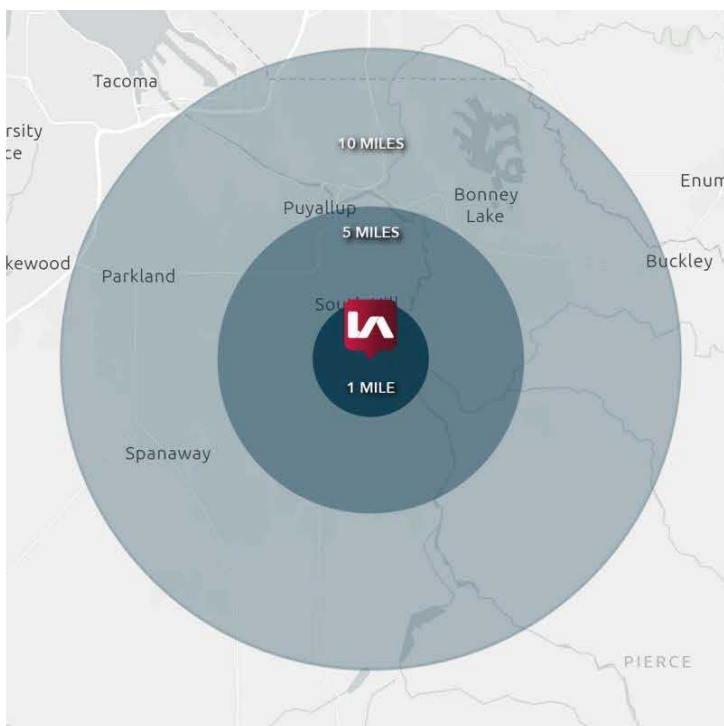 Tacoma
rsity
ce
10 MILES
Enum
Bonney
Lake
Puyallup
5 MILES
kewood
Parkland
Buckley
1 MILE
Spanaway
PIERCE